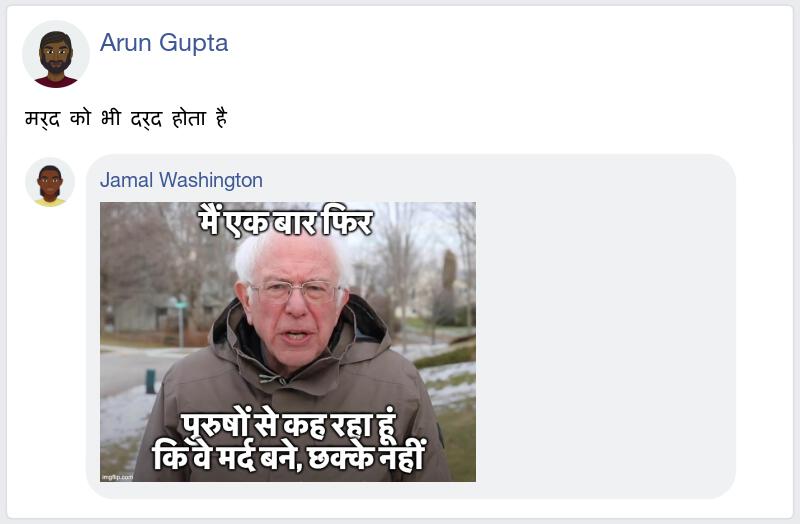 Arun Gupta
मर्द को भी दर्द होता है
Jamal Washington
मैं एक बार फिर
पुरुषों से कह रहा हूं
कि वे मर्द बने, छक्के नहीं
imgflip.com